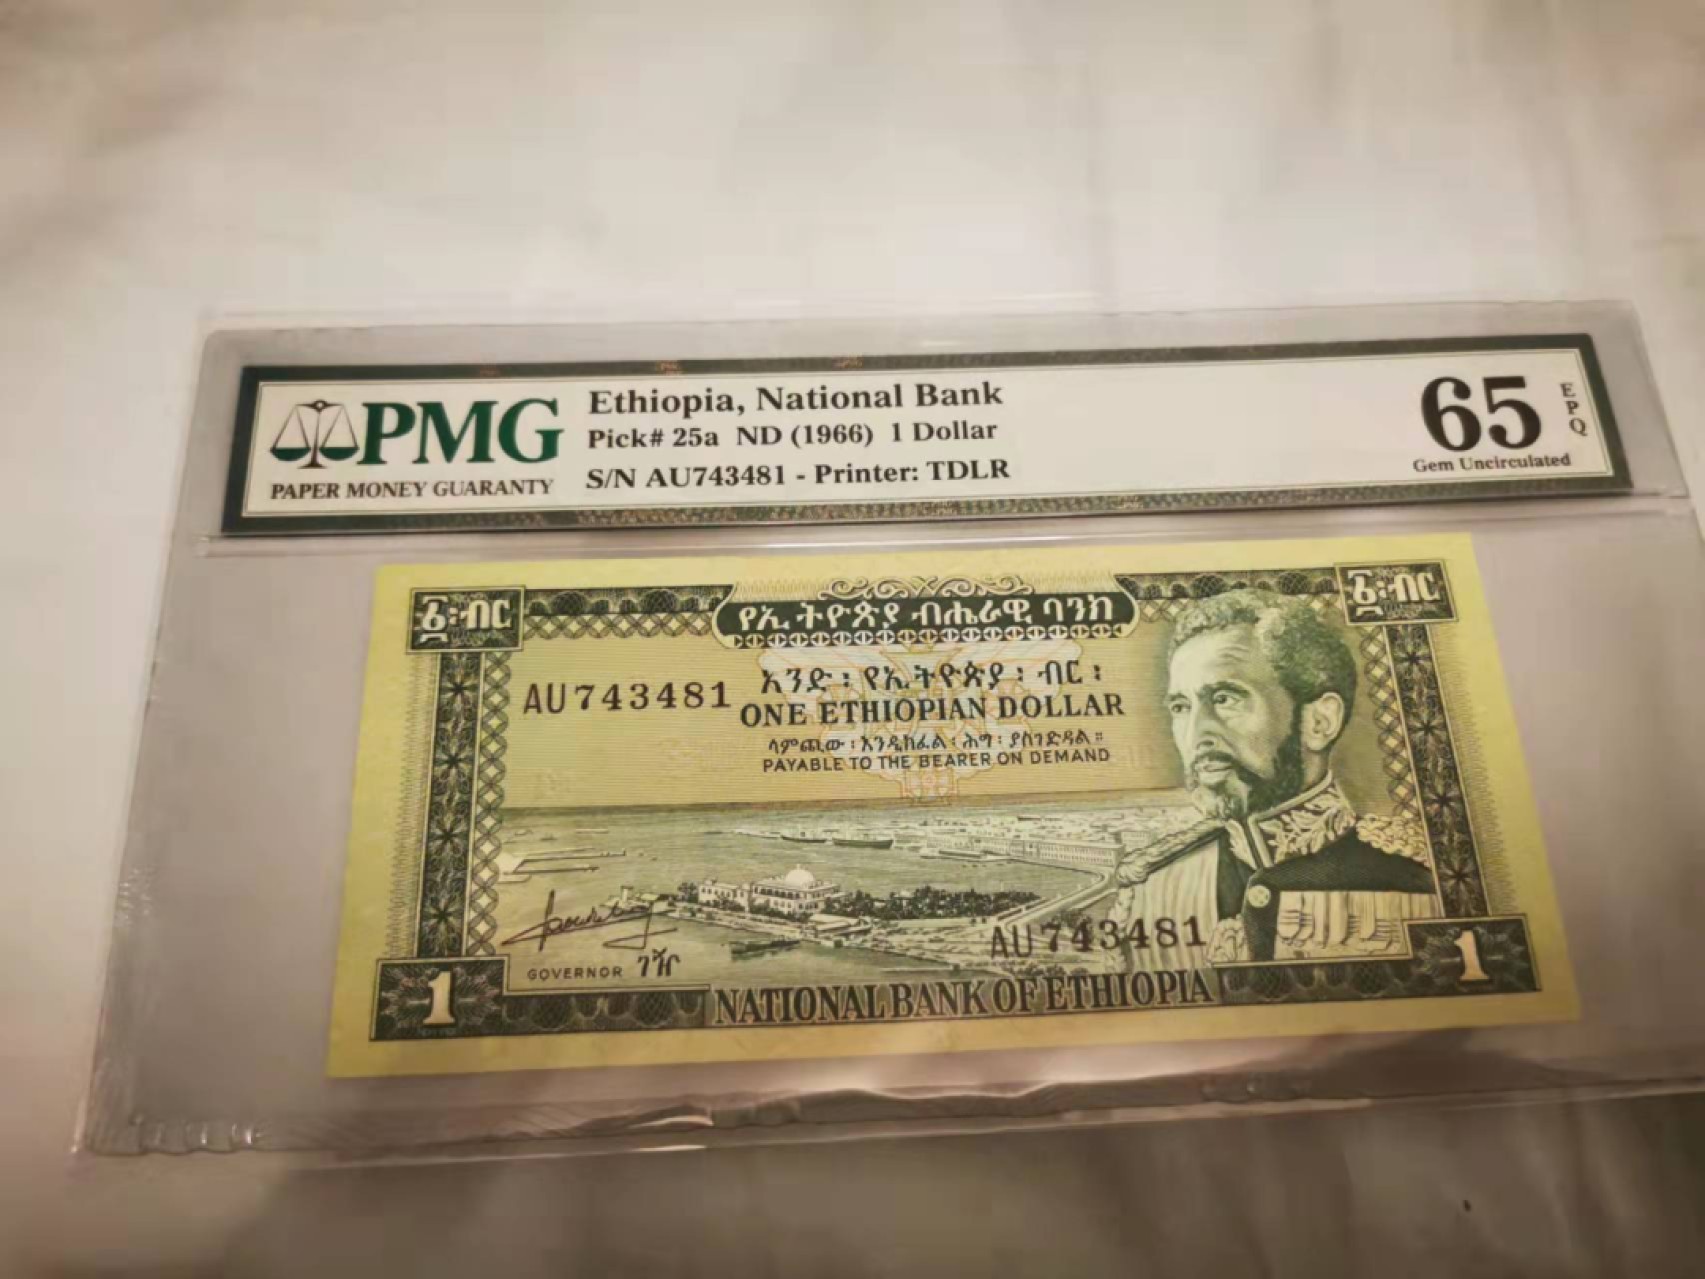 PMG
PAPER MONEY GUARANTY
Ethiopia, National Bank
Pick# 25a ND (1966) 1 Dollar
S/N AU743481 - Printer: TDLR
65
EPQ
Gem Uncirculated
፩፡ብር
የኢትዮጵያ ብሔራዊ ባንክ
፩፡ብር
AU743481
አንድ ፡ የኢትዮጵያ ፡ ብር ፡
ONE ETHIOPIAN DOLLAR
ላምጪው ፡ እንዲከፈል ፡ ሕግ ፡ ያስገድዳል ።
PAYABLE TO THE BEARER ON DEMAND
AU743481
GOVERNOR ገዥ
1
NATIONAL BANK OF ETHIOPIA
1